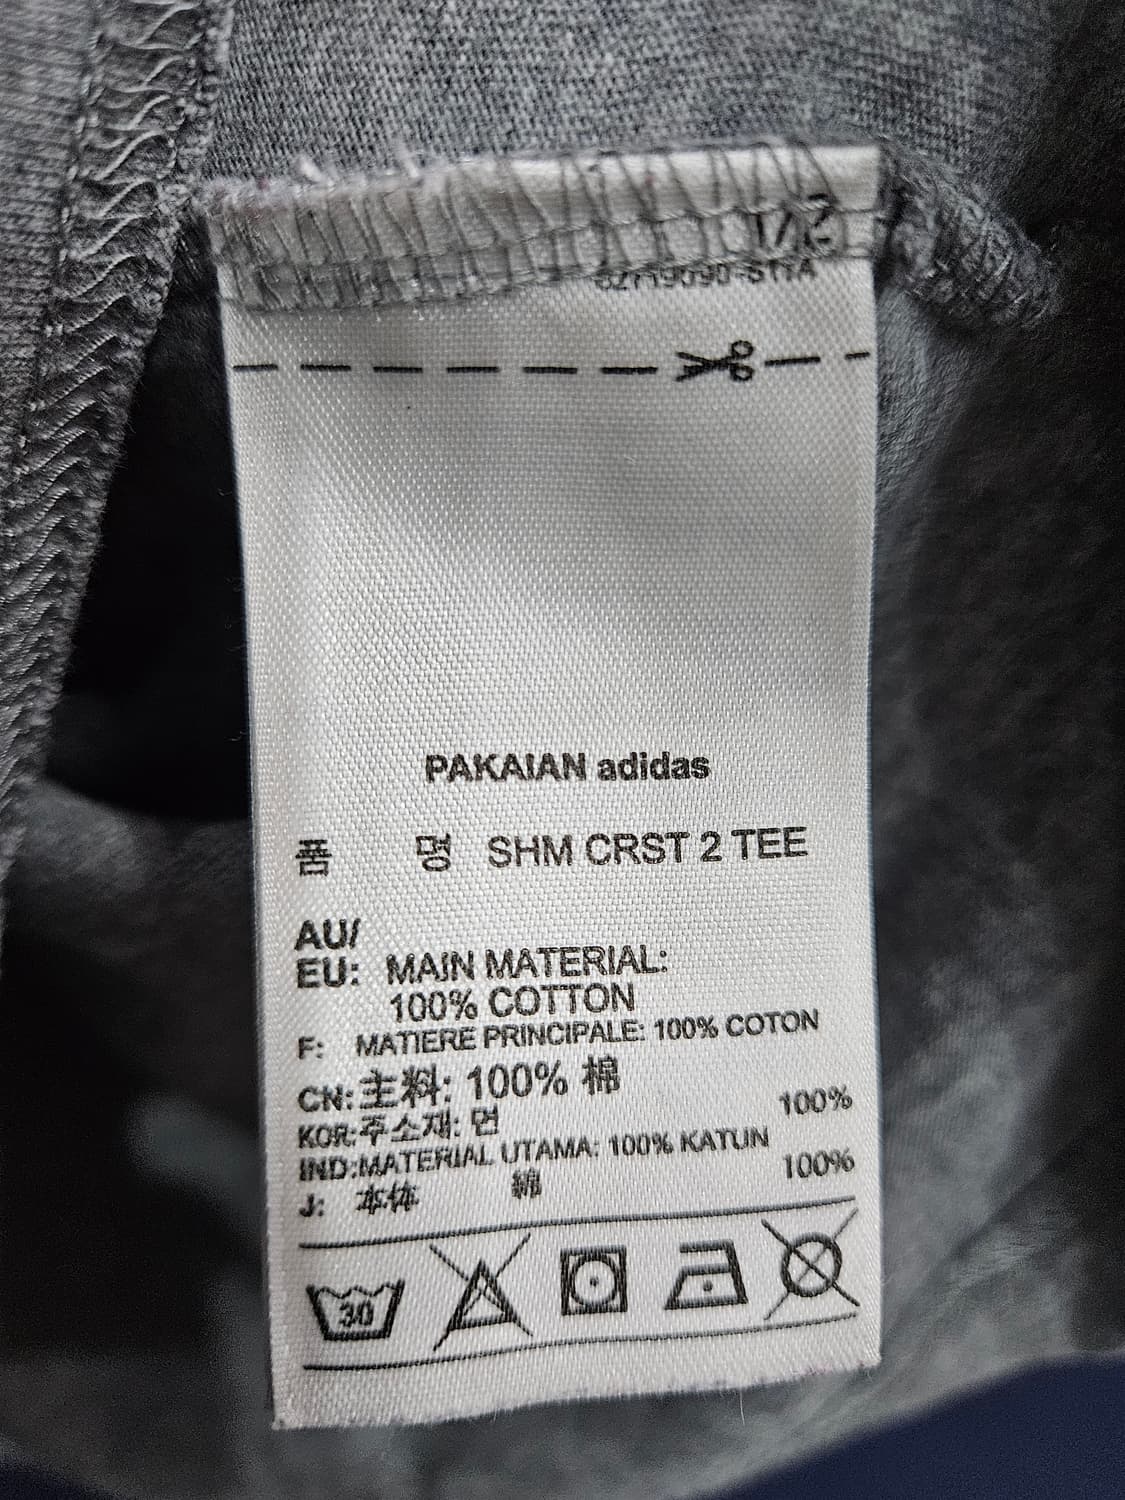 PAKAIAN adidas
품 명 SHM CRST 2 TEE
AU/
EU: MAIN MATERIAL:
100% COTTON
F: MATIERE PRINCIPALE: 100% COTON
CN: 主料: 100% 棉
KOR: 주소재: 면 100%
IND: MATERIAL UTAMA: 100% KATUN
J: 本体 綿 100%
30